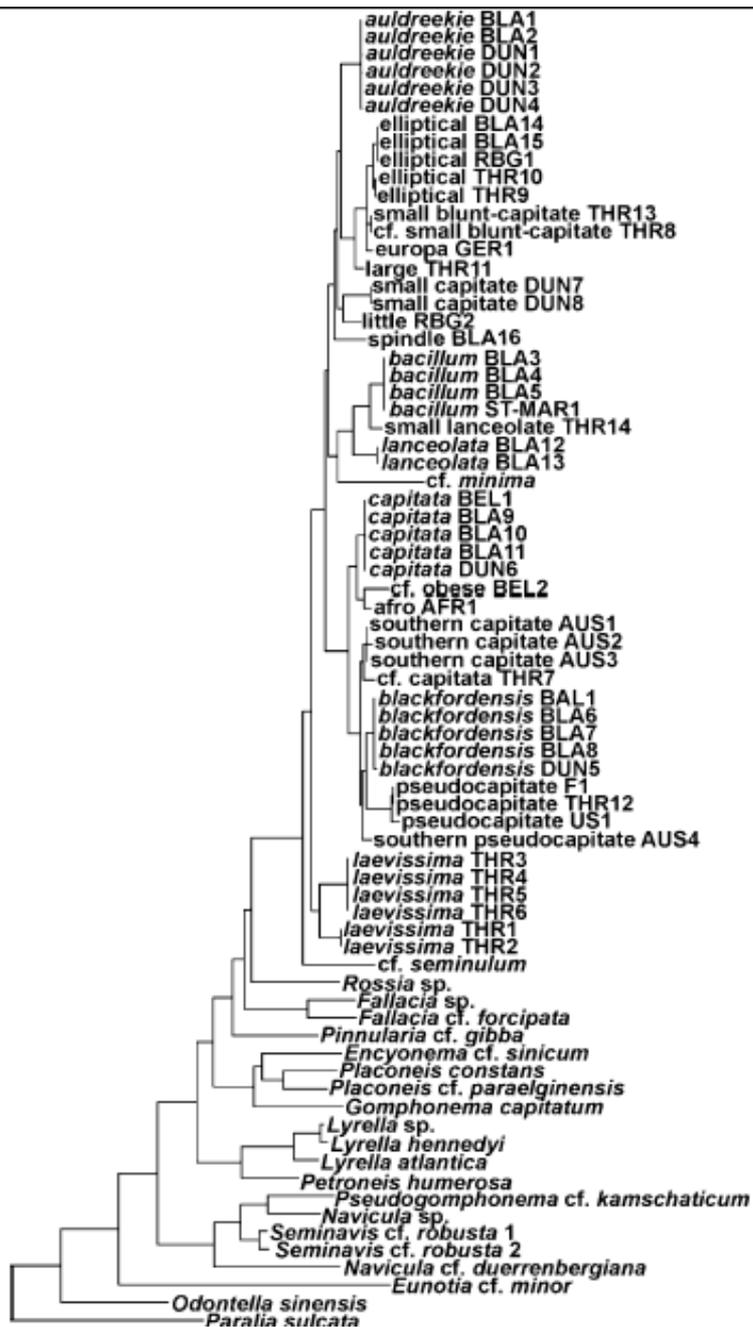 auldreekie BLA1
auldreekie BLA2
auldreekie DUN1
auldreekie DUN2
auldreekie DUN3
auldreekie DUN4
elliptical BLA14
elliptical BLA15
elliptical RBG1
elliptical THR10
elliptical THR9
small blunt-capitate THR13
cf. small blunt-capitate THR8
europa GER1
large THR11
small capitate DUN7
small capitate DUN8
little RBG2
spindle BLA16
bacillum BLA3
bacillum BLA4
bacillum BLA5
bacillum ST-MAR1
small lanceolate THR14
lanceolata BLA12
lanceolata BLA13
cf. minima
capitata BEL1
capitata BLA9
capitata BLA10
capitata BLA11
capitata DUN6
cf. obese BEL2
afro AFR1
southern capitate AUS1
southern capitate AUS2
southern capitate AUS3
cf. capitata THR7
blackfordensis BAL1
blackfordensis BLA6
blackfordensis BLA7
blackfordensis BLA8
blackfordensis DUN5
pseudocapitate F1
pseudocapitate THR12
pseudocapitate US1
southern pseudocapitate AUS4
laevissima THR3
laevissima THR4
laevissima THR5
laevissima THR6
laevissima THR1
laevissima THR2
cf. seminulum
Rossia sp.
Fallacia sp.
Fallacia cf. forcipata
Pinnularia cf. gibba
Encyonema cf. sinicum
Placoneis constans
Placoneis cf. paraelginensis
Gomphonema capitatum
Lyrella sp.
Lyrella hennedyi
Lyrella atlantica
Petroneis humerosa
Pseudogomphonema cf. kamschaticum
Navicula sp.
Seminavis cf. robusta 1
Seminavis cf. robusta 2
Navicula cf. duerrenbergiana
Eunotia cf. minor
Odontella sinensis
Paralia sulcata